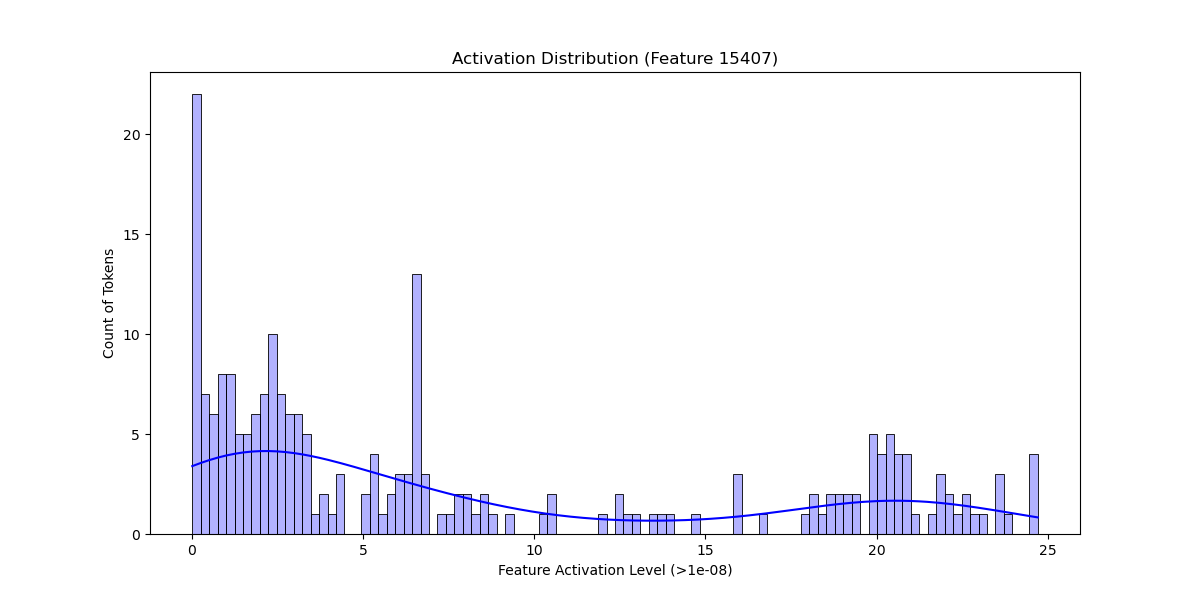 Activation Distribution (Feature 15407)
Count of Tokens
20
15
10
5
0
0 5 10 15 20 25
Feature Activation Level (>1e-08)